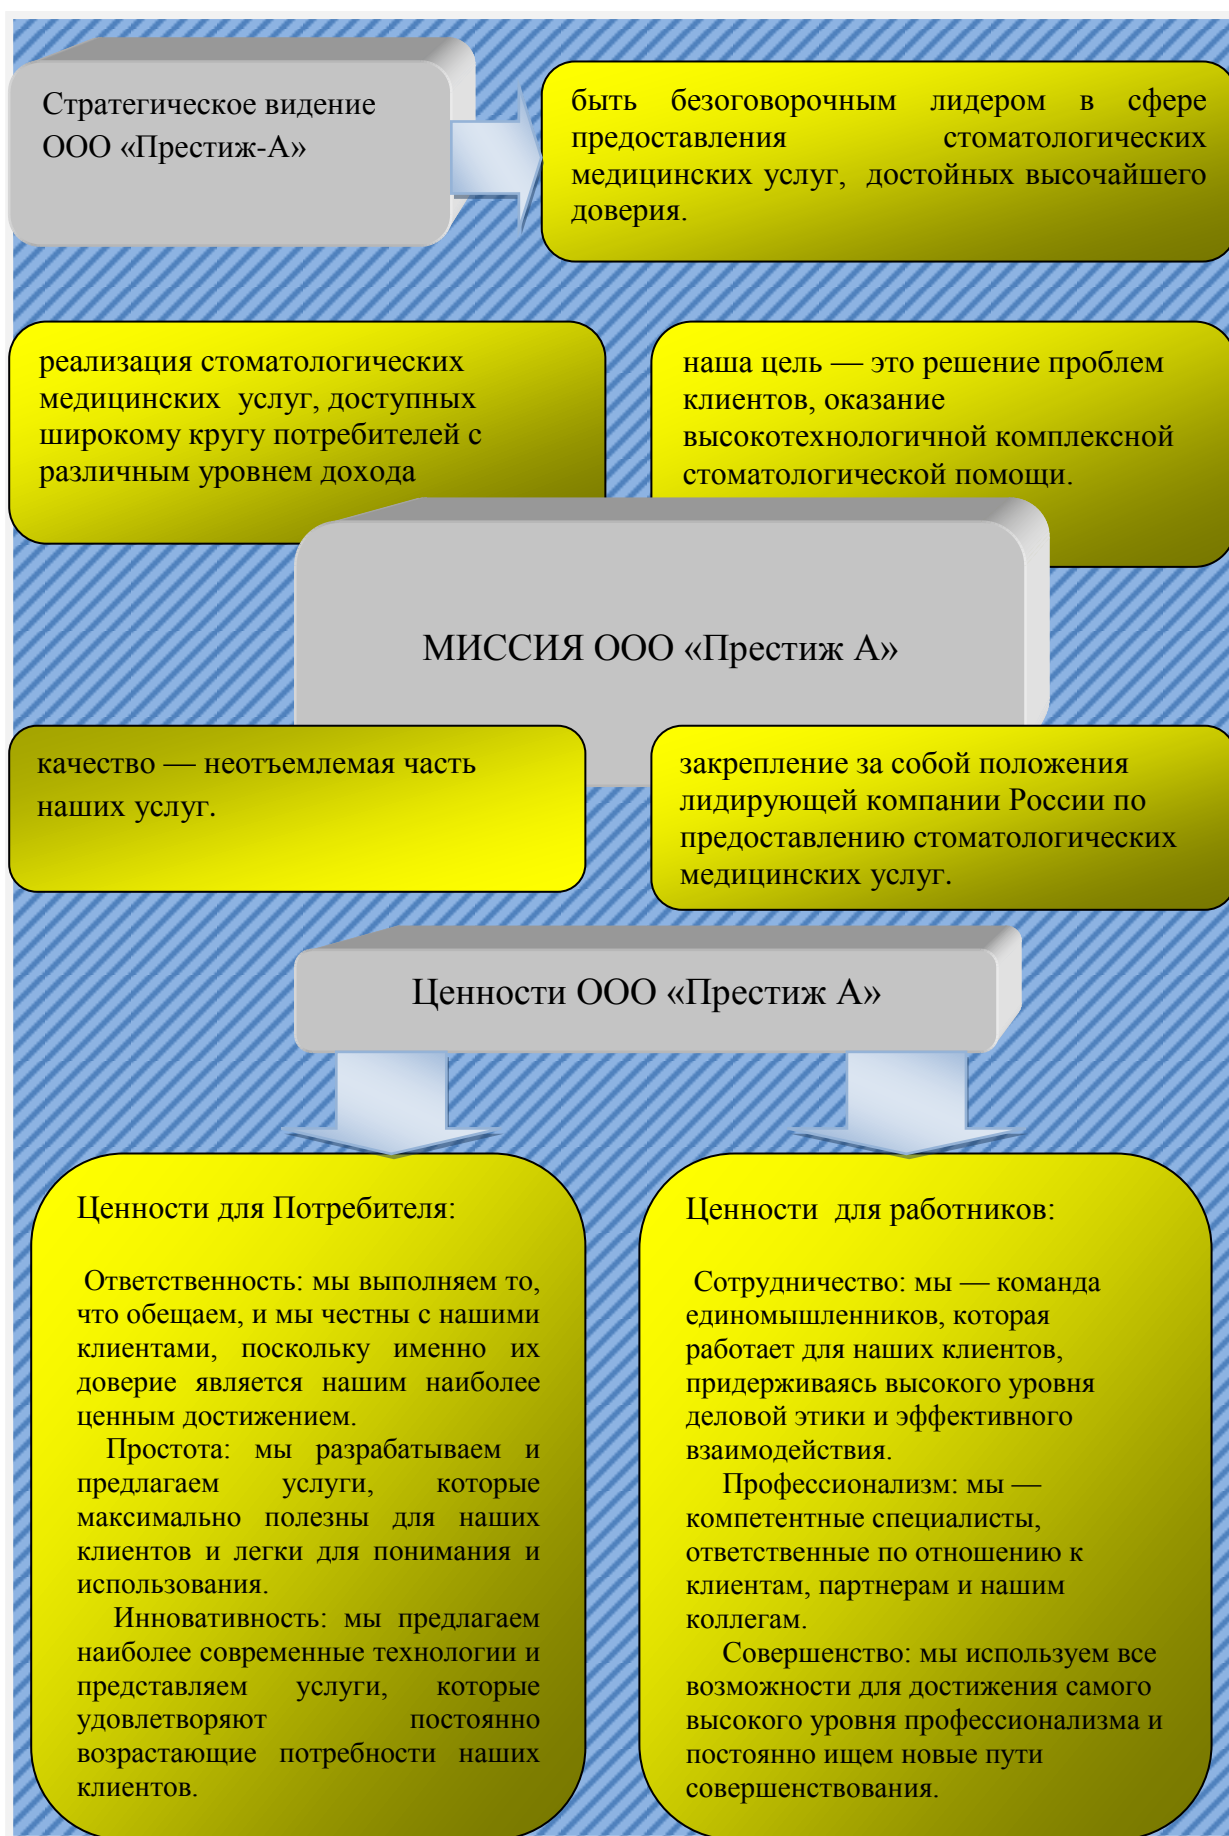 Стратегическое видение
ООО «Престиж-А»
быть безоговорочным лидером в сфере
предоставления стоматологических
медицинских услуг, достойных высочайшего
доверия.
реализация стоматологических
медицинских услуг, доступных
широкому кругу потребителей с
различным уровнем дохода
наша цель — это решение проблем
клиентов, оказание
высокотехнологичной комплексной
стоматологической помощи.
МИССИЯ ООО «Престиж А»
качество — неотъемлемая часть
наших услуг.
закрепление за собой положения
лидирующей компании России по
предоставлению стоматологических
медицинских услуг.
Ценности ООО «Престиж А»
Ценности для Потребителя:
Ответственность: мы выполняем то,
что обещаем, и мы честны с нашими
клиентами, поскольку именно их
доверие является нашим наиболее
ценным достижением.
Простота: мы разрабатываем и
предлагаем услуги, которые
максимально полезны для наших
клиентов и легки для понимания и
использования.
Инновативность: мы предлагаем
наиболее современные технологии и
представляем услуги, которые
удовлетворяют постоянно
возрастающие потребности наших
клиентов.
Ценности для работников:
Сотрудничество: мы — команда
единомышленников, которая
работает для наших клиентов,
придерживаясь высокого уровня
деловой этики и эффективного
взаимодействия.
Профессионализм: мы —
компетентные специалисты,
ответственные по отношению к
клиентам, партнерам и нашим
коллегам.
Совершенство: мы используем все
возможности для достижения самого
высокого уровня профессионализма и
постоянно ищем новые пути
совершенствования.